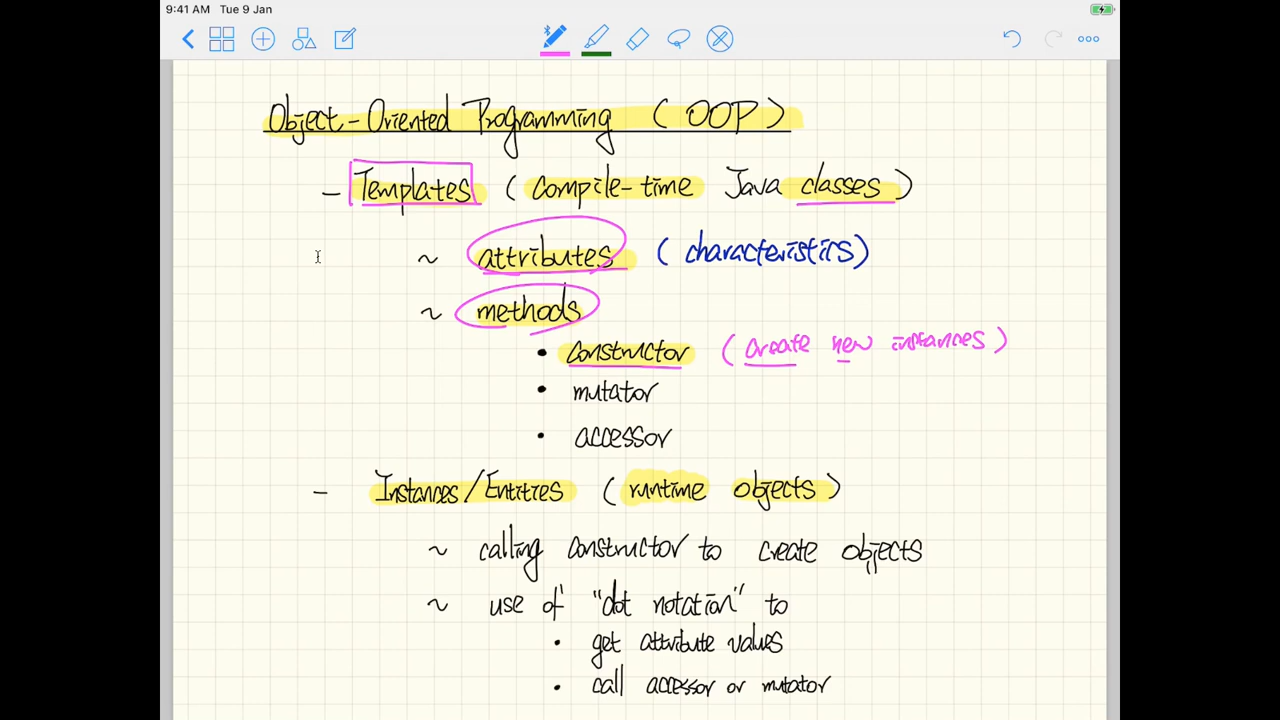 9:41 AM Tue 9 Jan
Object-Oriented Programming (OOP)
- Templates (compile-time Java classes)
~ attributes (characteristics)
~ methods
• constructor (create new instances)
• mutator
• accessor
- Instances/Entities (runtime objects)
~ calling constructor to create objects
~ use of "dot notation" to
• get attribute values
• call accessor or mutator